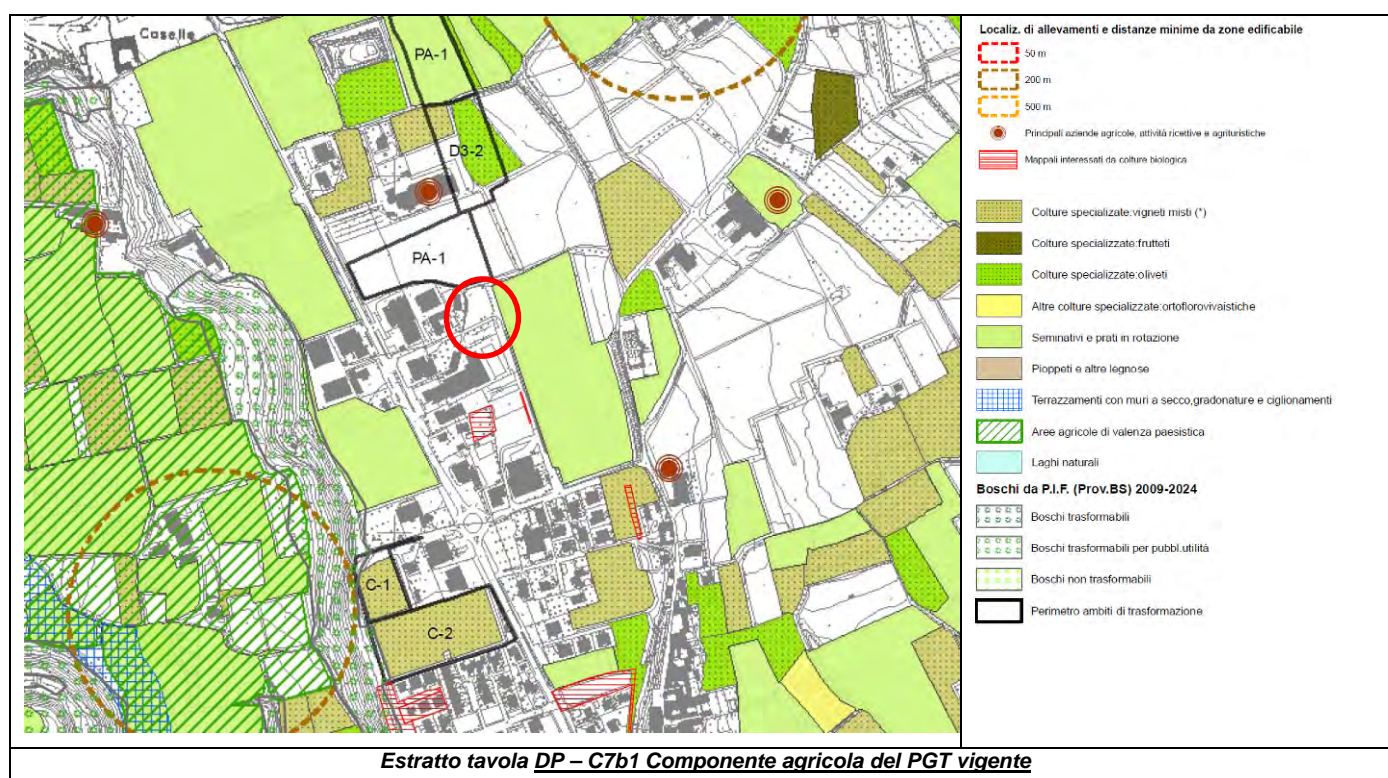 Caselle
PA-1
D3-2
PA-1
C-1
C-2
Localiz. di allevamenti e distanze minime da zone edificabile
50 m
200 m
500 m
Principali aziende agricole, attività ricettive e agrituristiche
Mappali interessati da colture biologica
Colture specializate:vigneti misti (*)
Colture specializzate:frutteti
Colture specializzate:oliveti
Altre colture specializzate:ortoflorovivaistiche
Seminativi e prati in rotazione
Pioppeti e altre legnose
Terrazzamenti con muri a secco,gradonature e ciglionamenti
Aree agricole di valenza paesistica
Laghi naturali
Boschi da P.I.F. (Prov.BS) 2009-2024
Boschi trasformabili
Boschi trasformabili per pubbl.utilità
Boschi non trasformabili
Perimetro ambiti di trasformazione
Estratto tavola DP – C7b1 Componente agricola del PGT vigente